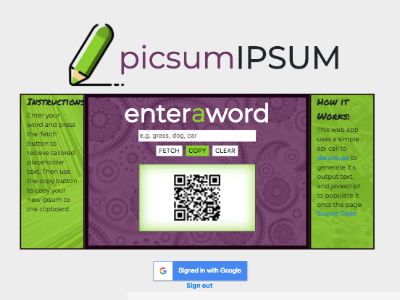 picsumIPSUM
Instructions:
Enter your
word and press
the fetch
button to
recieve tailored
placeholder
text. Then use
the copy button
to copy your
new ipsum to
the clipboard
enteraword
e.g. grass, dog, car
FETCH COPY CLEAR
How it
Works:
This web app
uses a simple
api call to
to
generate it's
output text,
and javascript
to populate it
onto the page.
Source Code
Signed in with Google
Sign out